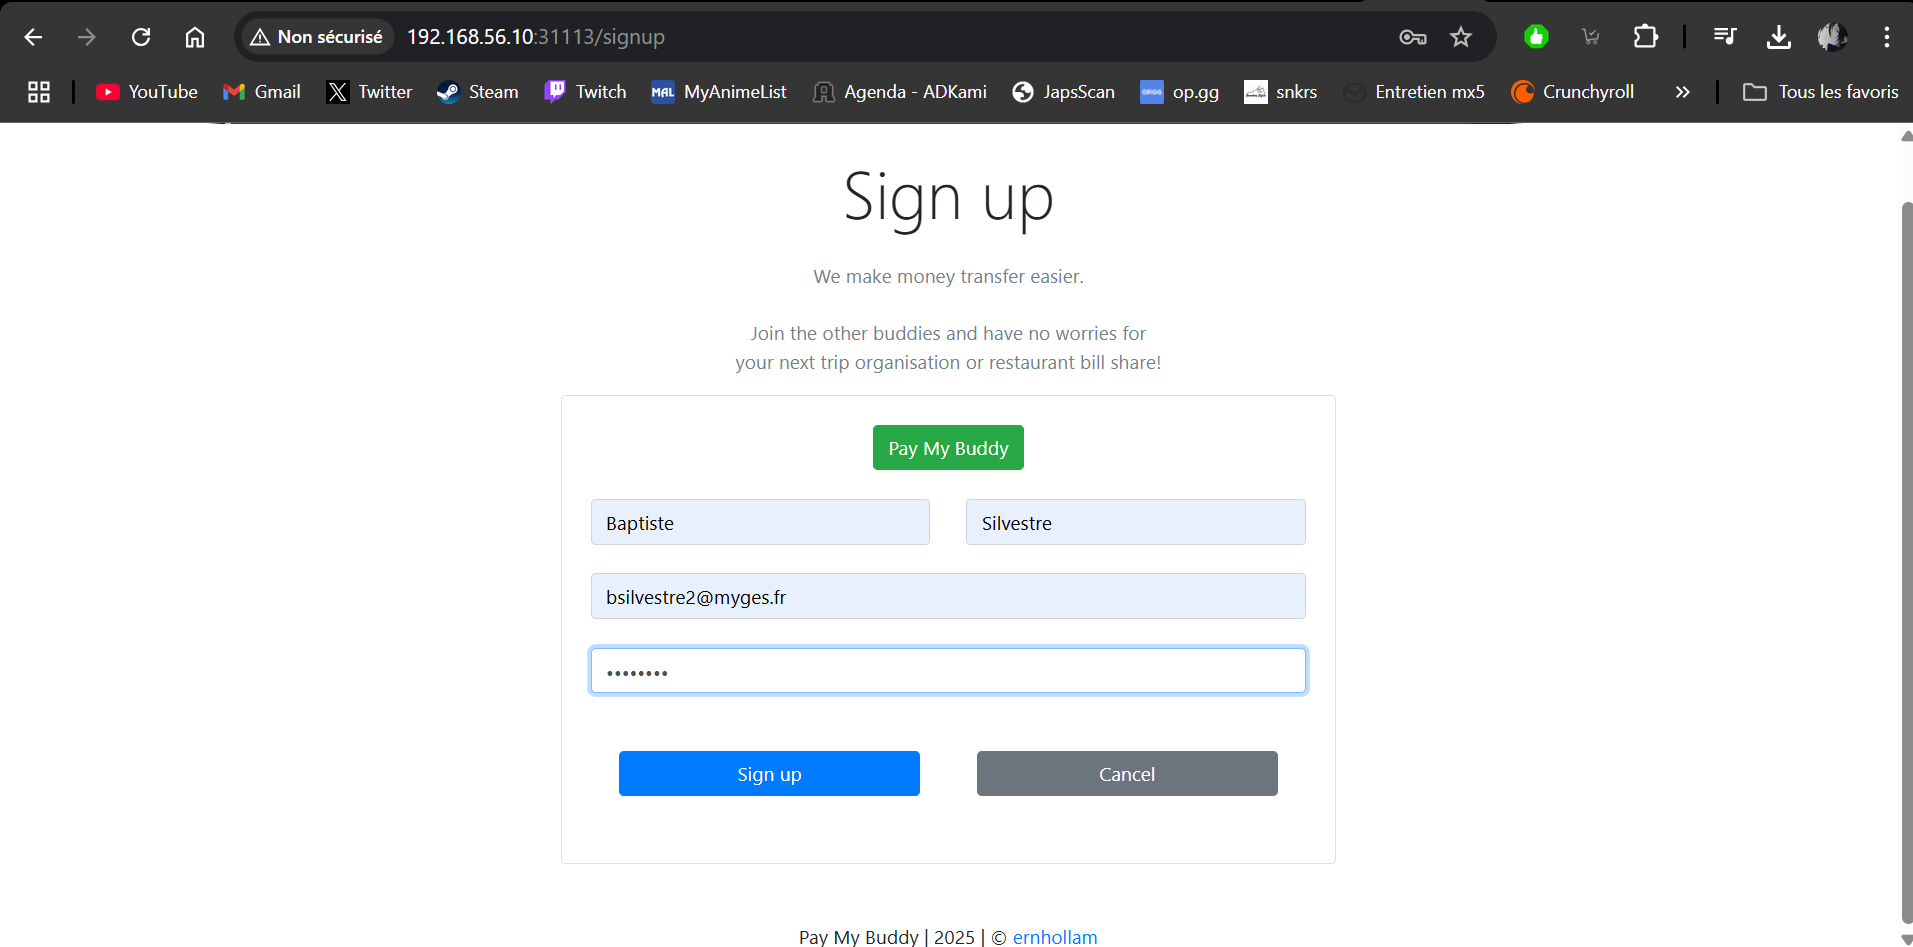 Non sécurisé 192.168.56.10:31113/signup
YouTube Gmail Twitter Steam Twitch MAL MyAnimeList Agenda - ADKami JapsScan OPGG op.gg snkrs Entretien mx5 Crunchyroll Tous les favoris
Sign up
We make money transfer easier.
Join the other buddies and have no worries for
your next trip organisation or restaurant bill share!
Pay My Buddy
Baptiste Silvestre
bsilvestre2@myges.fr
••••••••
Sign up Cancel
Pay My Buddy | 2025 | © ernhollam